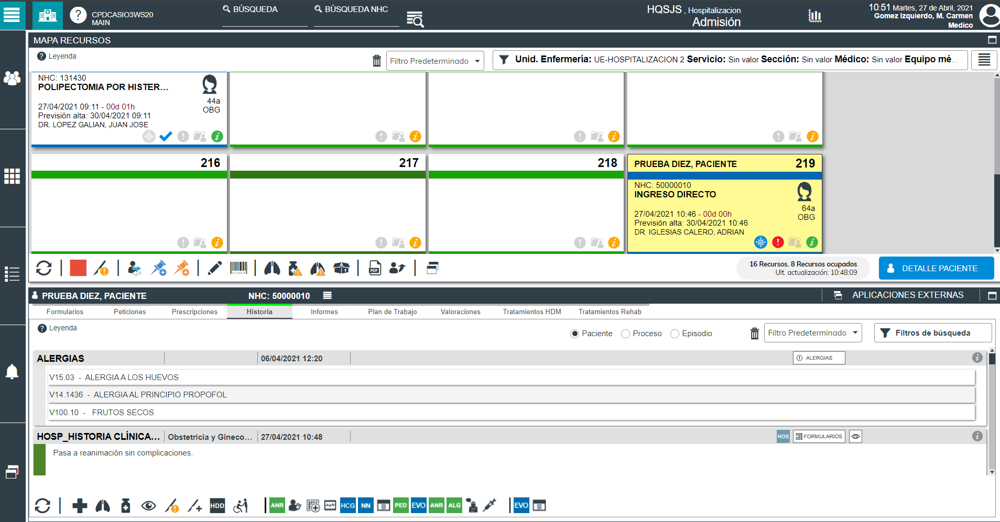 CPDCASIO3WS20
MAIN
BÚSQUEDA
BÚSQUEDA NHC
HQSJS , Hospitalizacion
Admisión
10:51 Martes, 27 de Abril, 2021
Gomez Izquierdo, M. Carmen
Medico
MAPA RECURSOS
Leyenda
Filtro Predeterminado
Unid. Enfermería: UE-HOSPITALIZACION 2 Servicio: Sin valor Sección: Sin valor Médico: Sin valor Equipo mé...
NHC: 131430
POLIPECTOMIA POR HISTER...
44a
OBG
27/04/2021 09:11 - 00d 01h
Previsión alta: 30/04/2021 09:11
DR. LOPEZ GALIAN, JUAN JOSE
216
217
218
PRUEBA DIEZ, PACIENTE 219
NHC: 50000010
INGRESO DIRECTO
64a
OBG
27/04/2021 10:46 - 00d 00h
Previsión alta: 30/04/2021 10:46
DR. IGLESIAS CALERO, ADRIAN
PDF
16 Recursos. 8 Recursos ocupados
Ult. actualización: 10:48:09
DETALLE PACIENTE
PRUEBA DIEZ, PACIENTE NHC: 50000010
APLICACIONES EXTERNAS
Formularios Peticiones Prescripciones Historia Informes Plan de Trabajo Valoraciones Tratamientos HDM Tratamientos Rehab
Leyenda
Paciente Proceso Episodio
Filtro Predeterminado
Filtros de búsqueda
ALERGIAS 06/04/2021 12:20 ALERGIAS
V15.03 - ALERGIA A LOS HUEVOS
V14.1436 - ALERGIA AL PRINCIPIO PROPOFOL
V100.10 - FRUTOS SECOS
HOSP_HISTORIA CLÍNICA... Obstetricia y Gineco... 27/04/2021 10:48 HOS FORMULARIOS
Pasa a reanimación sin complicaciones.
HDD ANR HCG NN PED EVO ANR ALG EVO